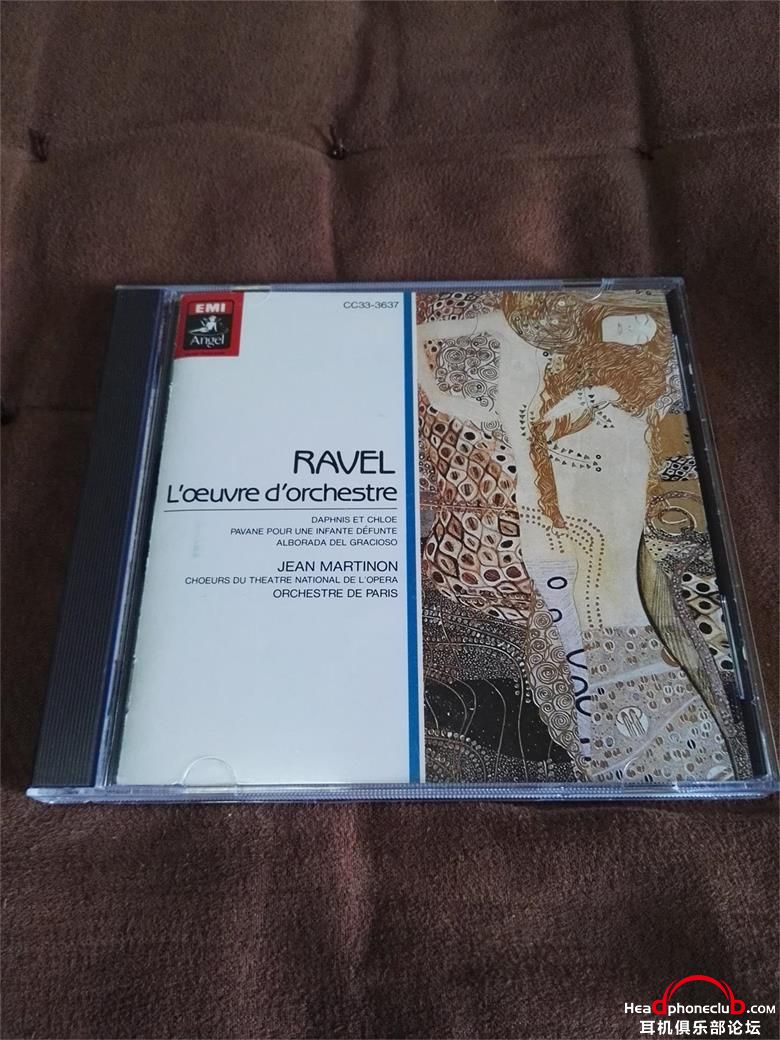 EMI
Angel
CC33-3637
RAVEL
L'œuvre d'orchestre
DAPHNIS ET CHLOE
PAVANE POUR UNE INFANTE DÉFUNTE
ALBORADA DEL GRACIOSO
JEAN MARTINON
CHOEURS DU THEATRE NATIONAL DE L'OPERA
ORCHESTRE DE PARIS
HeadphoneclUb.com
耳机俱乐部论坛